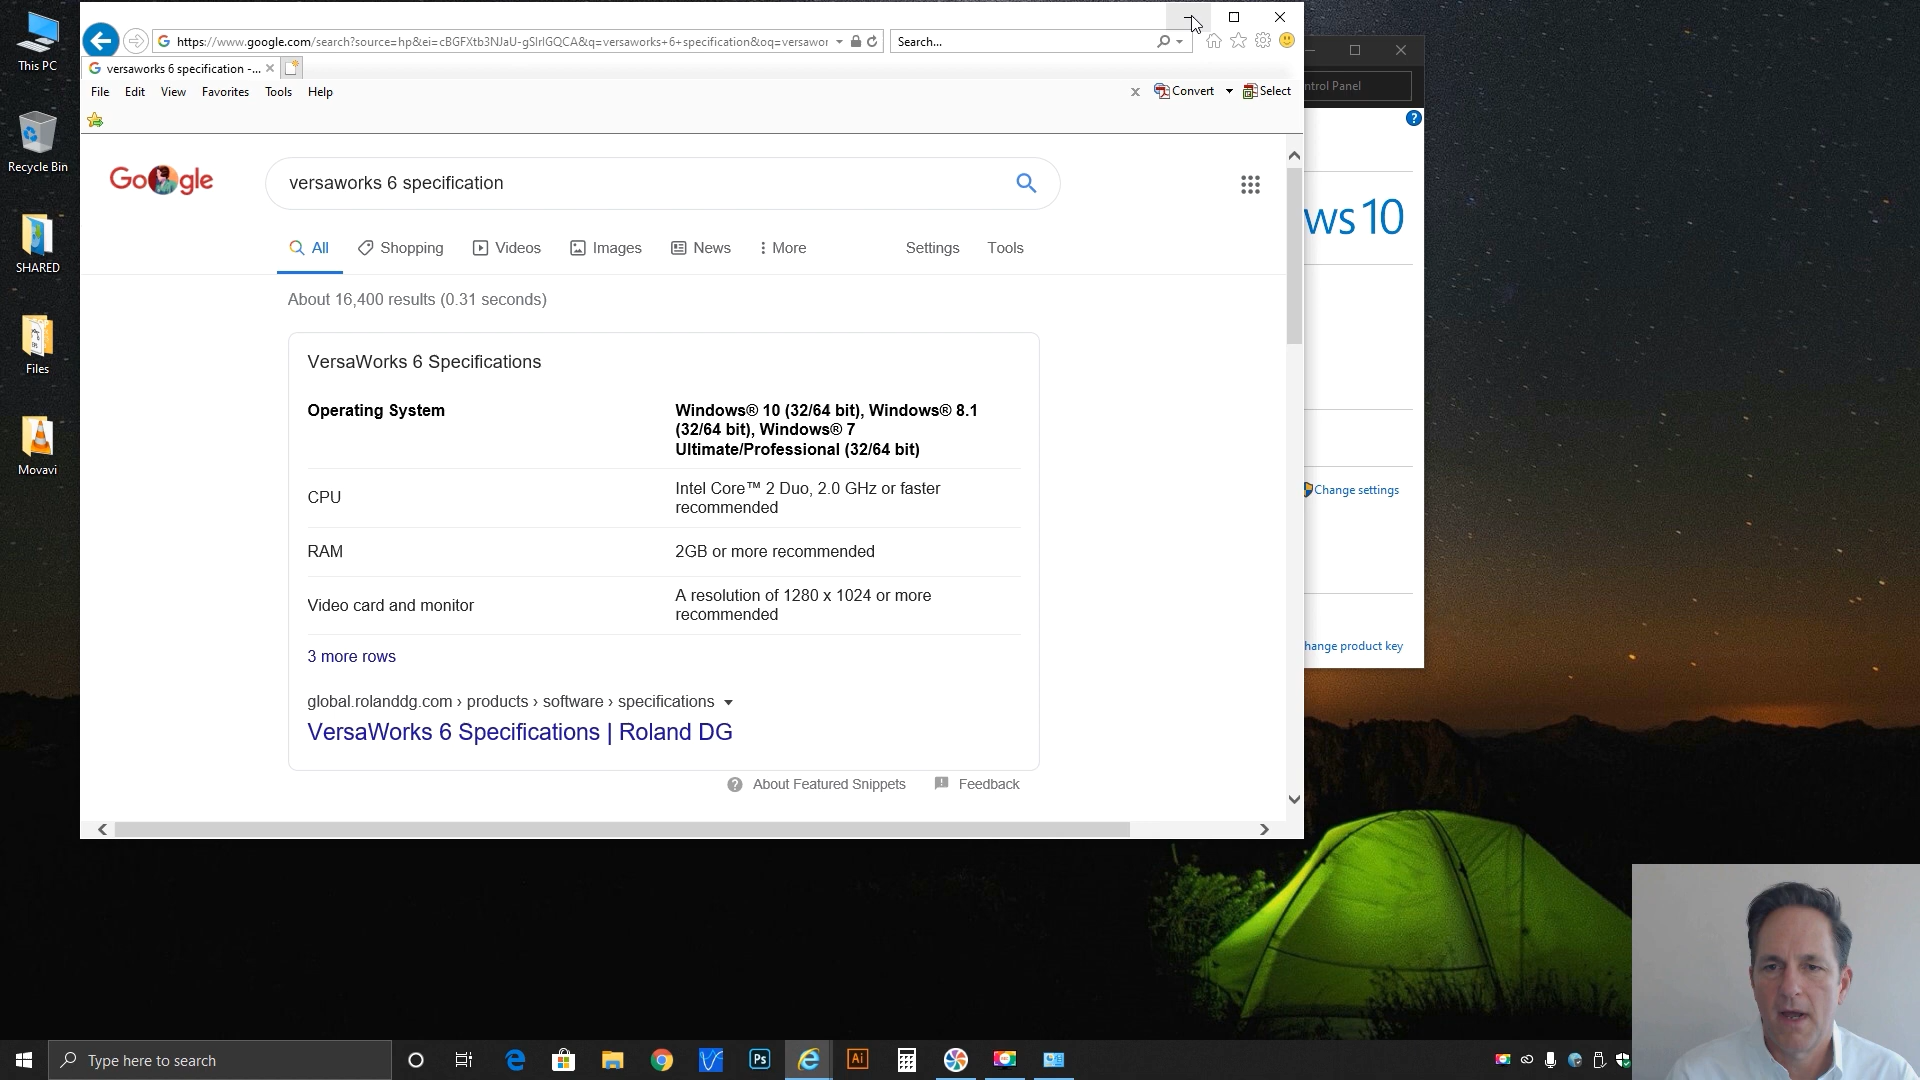 This PC
Recycle Bin
SHARED
Files
Movavi
https://www.google.com/search?source=hp&ei=cBGFXtb3NJaU-gSlrIGQCA&q=versaworks+6+specification&oq=versawor
Search...
versaworks 6 specification -...
File Edit View Favorites Tools Help
x Convert Select
ntrol Panel
Google
versaworks 6 specification
ws 10
All Shopping Videos Images News More Settings Tools
About 16,400 results (0.31 seconds)
VersaWorks 6 Specifications
Operating System
Windows® 10 (32/64 bit), Windows® 8.1
(32/64 bit), Windows® 7
Ultimate/Professional (32/64 bit)
CPU
Intel Core™ 2 Duo, 2.0 GHz or faster
recommended
RAM
2GB or more recommended
Video card and monitor
A resolution of 1280 x 1024 or more
recommended
3 more rows
Change settings
hange product key
global.rolanddg.com › products › software › specifications
VersaWorks 6 Specifications | Roland DG
About Featured Snippets Feedback
Type here to search
Ps
Ai